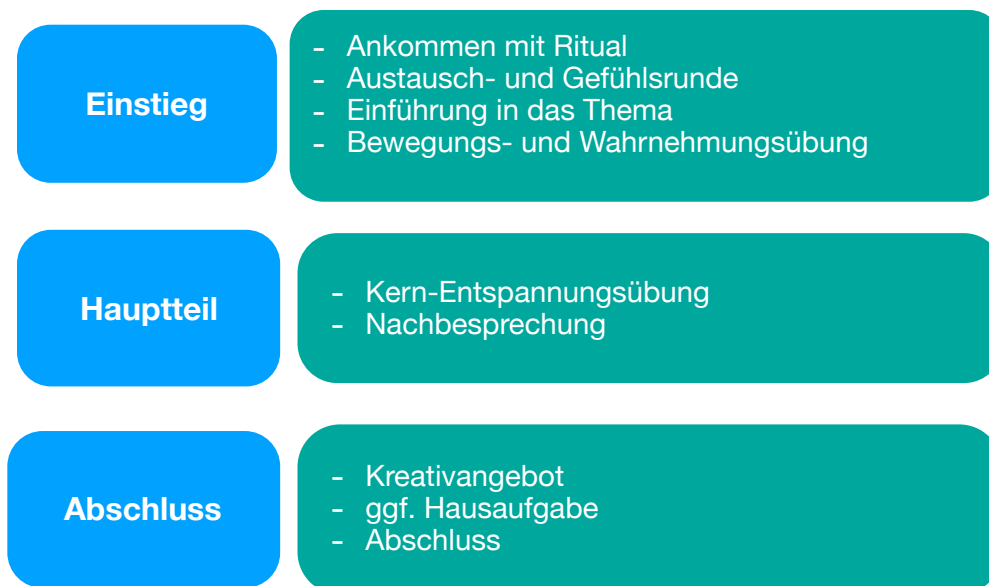 Einstieg
- Ankommen mit Ritual
- Austausch- und Gefühlsrunde
- Einführung in das Thema
- Bewegungs- und Wahrnehmungsübung
Hauptteil
- Kern-Entspannungsübung
- Nachbesprechung
Abschluss
- Kreativangebot
- ggf. Hausaufgabe
- Abschluss